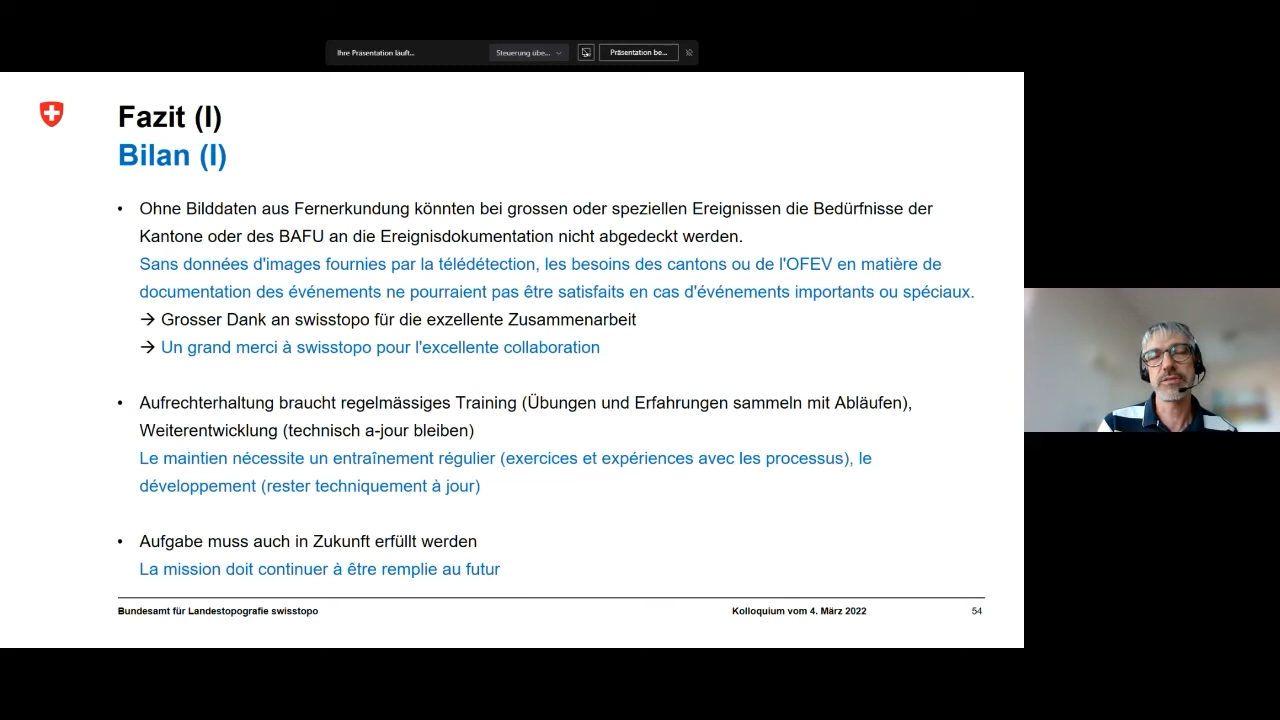 Ihre Präsentation läuft...
Steuerung übe...
Präsentation be...
Fazit (I)
Bilan (I)
• Ohne Bilddaten aus Fernerkundung könnten bei grossen oder speziellen Ereignissen die Bedürfnisse der
Kantone oder des BAFU an die Ereignisdokumentation nicht abgedeckt werden.
Sans données d'images fournies par la télédétection, les besoins des cantons ou de l'OFEV en matière de
documentation des événements ne pourraient pas être satisfaits en cas d'événements importants ou spéciaux.
→ Grosser Dank an swisstopo für die exzellente Zusammenarbeit
→ Un grand merci à swisstopo pour l'excellente collaboration
• Aufrechterhaltung braucht regelmässiges Training (Übungen und Erfahrungen sammeln mit Abläufen),
Weiterentwicklung (technisch a-jour bleiben)
Le maintien nécessite un entraînement régulier (exercices et expériences avec les processus), le
développement (rester techniquement à jour)
• Aufgabe muss auch in Zukunft erfüllt werden
La mission doit continuer à être remplie au futur
Bundesamt für Landestopografie swisstopo
Kolloquium vom 4. März 2022
54